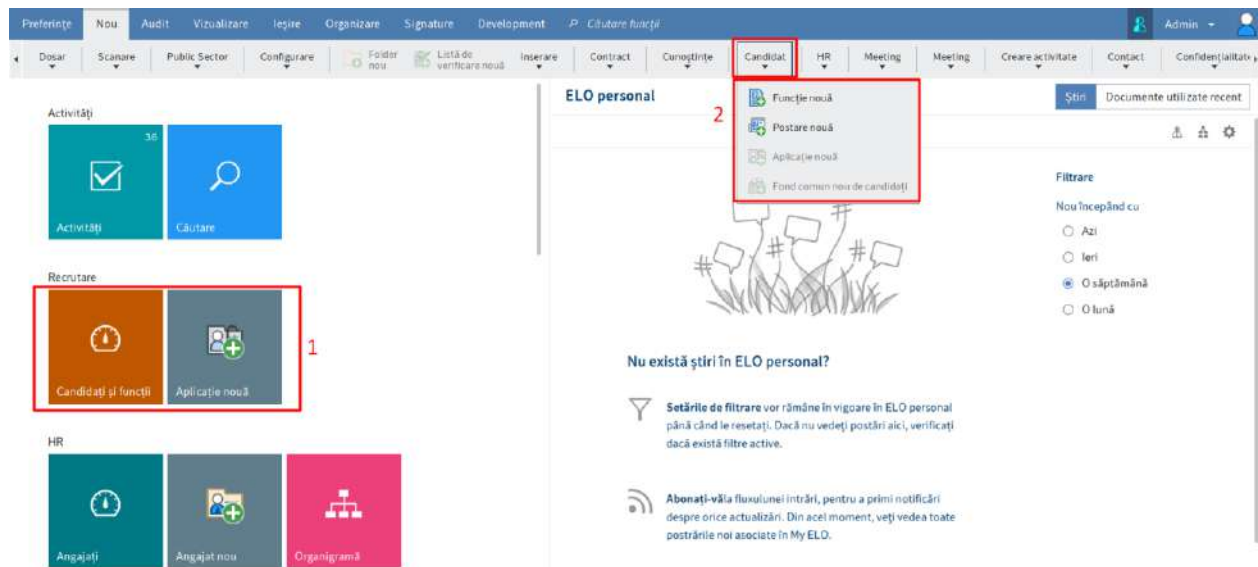 Preferințe Nou Audit Vizualizare Ieșire Organizare Signature Development Căutare funcții Admin
Dosar Scanare Public Sector Configurare Folder nou Listă de verificare nouă Inserare Contract Cunoștințe Candidat HR Meeting Meeting Creare activitate Contact Confidențialitate
Activități
36
Activități
Căutare
Recrutare
Candidați și funcții
Aplicație nouă
1
HR
Angajați
Angajat nou
Organigramă
2
Funcție nouă
Postare nouă
Aplicație nouă
Fond comun nou de candidați
ELO personal
Știri Documente utilizate recent
Filtrare
Nou începând cu
Azi
Ieri
O săptămână
O lună
Nu există știri în ELO personal?
Setările de filtrare vor rămâne în vigoare în ELO personal
până când le resetați. Dacă nu vedeți postări aici, verificați
dacă există filtre active.
Abonați-văla fluxulunei intrări, pentru a primi notificări
despre orice actualizări. Din acel moment, veți vedea toate
postările noi asociate în My ELO.